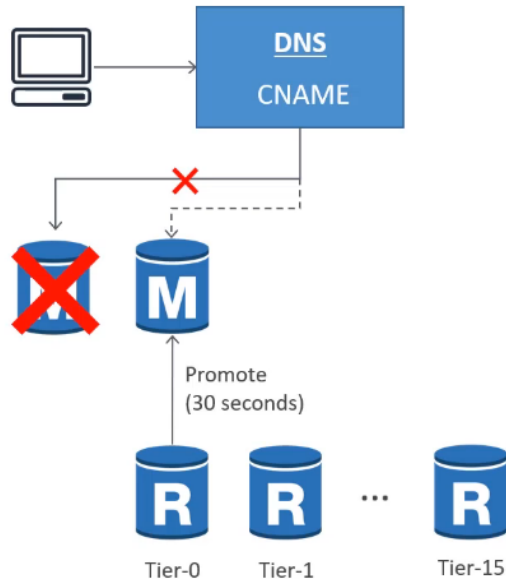 DNS
CNAME
M
M
Promote
(30 seconds)
R
R
...
R
Tier-0
Tier-1
Tier-15